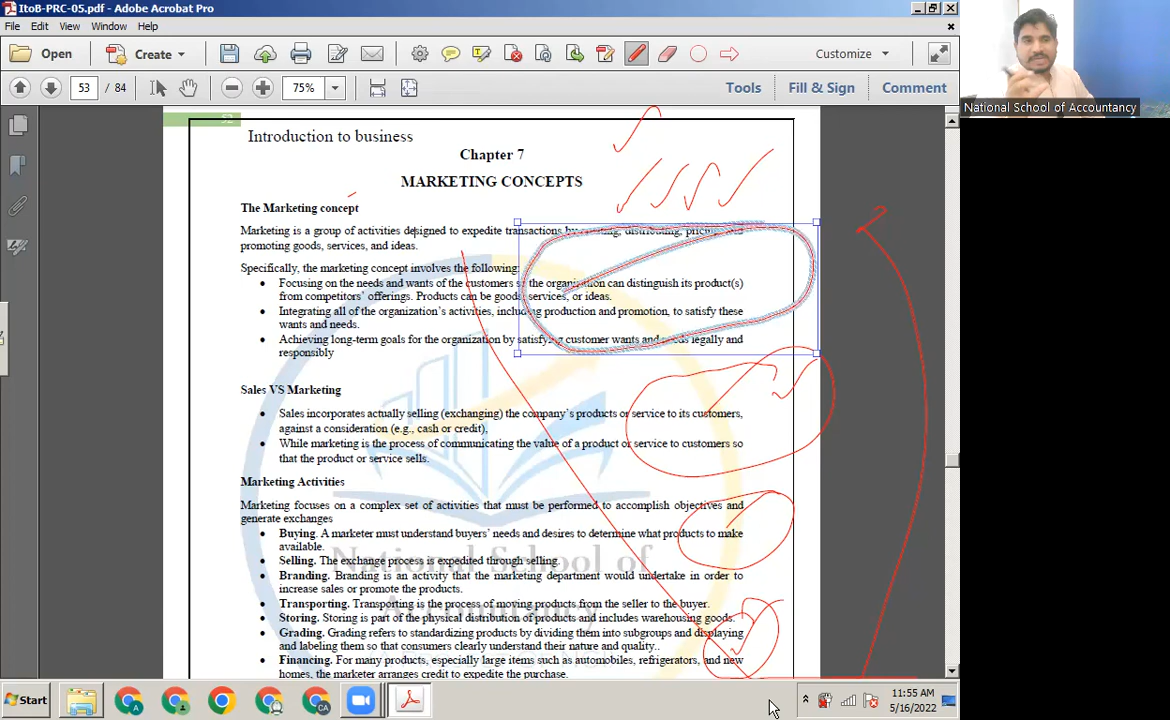 ItoB-PRC-05.pdf - Adobe Acrobat Pro
File Edit View Window Help
Open Create Customize
53 / 84 75% Tools Fill & Sign Comment
National School of Accountancy
52
Introduction to business
Chapter 7
MARKETING CONCEPTS
The Marketing concept
Marketing is a group of activities designed to expedite transactions by
promoting goods, services, and ideas.
Specifically, the marketing concept involves the following:
Focusing on the needs and wants of the customers so the organization can distinguish its product(s)
from competitors' offerings. Products can be goods, services, or ideas.
Integrating all of the organization's activities, including production and promotion, to satisfy these
wants and needs.
Achieving long-term goals for the organization by satisfying customer wants and needs legally and
responsibly
Sales VS Marketing
Sales incorporates actually selling (exchanging) the company's products or service to its customers,
against a consideration (e.g., cash or credit),
While marketing is the process of communicating the value of a product or service to customers so
that the product or service sells.
Marketing Activities
Marketing focuses on a complex set of activities that must be performed to accomplish objectives and
generate exchanges
Buying. A marketer must understand buyers' needs and desires to determine what products to make
available.
Selling. The exchange process is expedited through selling.
Branding. Branding is an activity that the marketing department would undertake in order to
increase sales or promote the products.
Transporting. Transporting is the process of moving products from the seller to the buyer.
Storing. Storing is part of the physical distribution of products and includes warehousing goods.
Grading. Grading refers to standardizing products by dividing them into subgroups and displaying
and labeling them so that consumers clearly understand their nature and quality..
Financing. For many products, especially large items such as automobiles, refrigerators, and new
homes, the marketer arranges credit to expedite the purchase.
National School of
Accountancy
Start
11:55 AM
5/16/2022